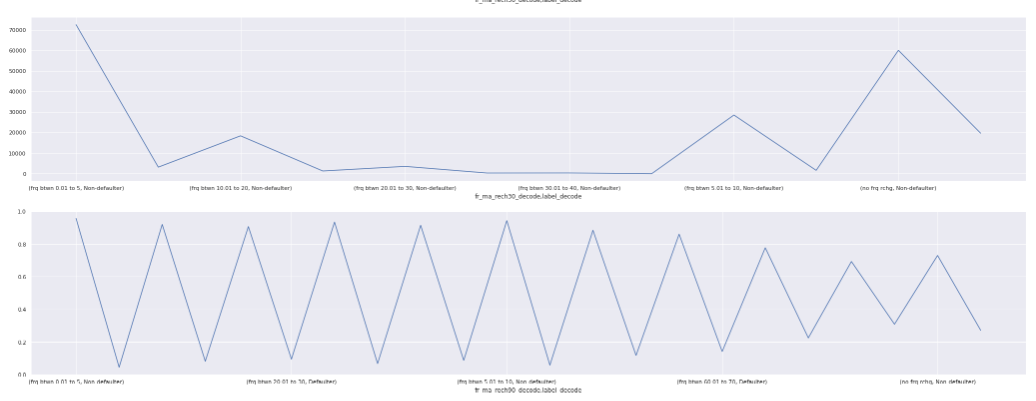 fr_ma_rech30_decode,label_decode
70000
60000
50000
40000
30000
20000
10000
0
(frq btwn 0.01 to 5, Non-defaulter) (frq btwn 10.01 to 20, Non-defaulter) (frq btwn 20.01 to 30, Non-defaulter) (frq btwn 30.01 to 40, Non-defaulter) (frq btwn 5.01 to 10, Non-defaulter) (no frq rchg, Non-defaulter)
fr_ma_rech30_decode,label_decode
1.0
0.8
0.6
0.4
0.2
0.0
(frq btwn 0.01 to 5, Non-defaulter) (frq btwn 20.01 to 30, Defaulter) (frq btwn 5.01 to 10, Non-defaulter) (frq btwn 60.01 to 70, Defaulter) (no frq rchg, Non-defaulter)
fr_ma_rech90_decode,label_decode